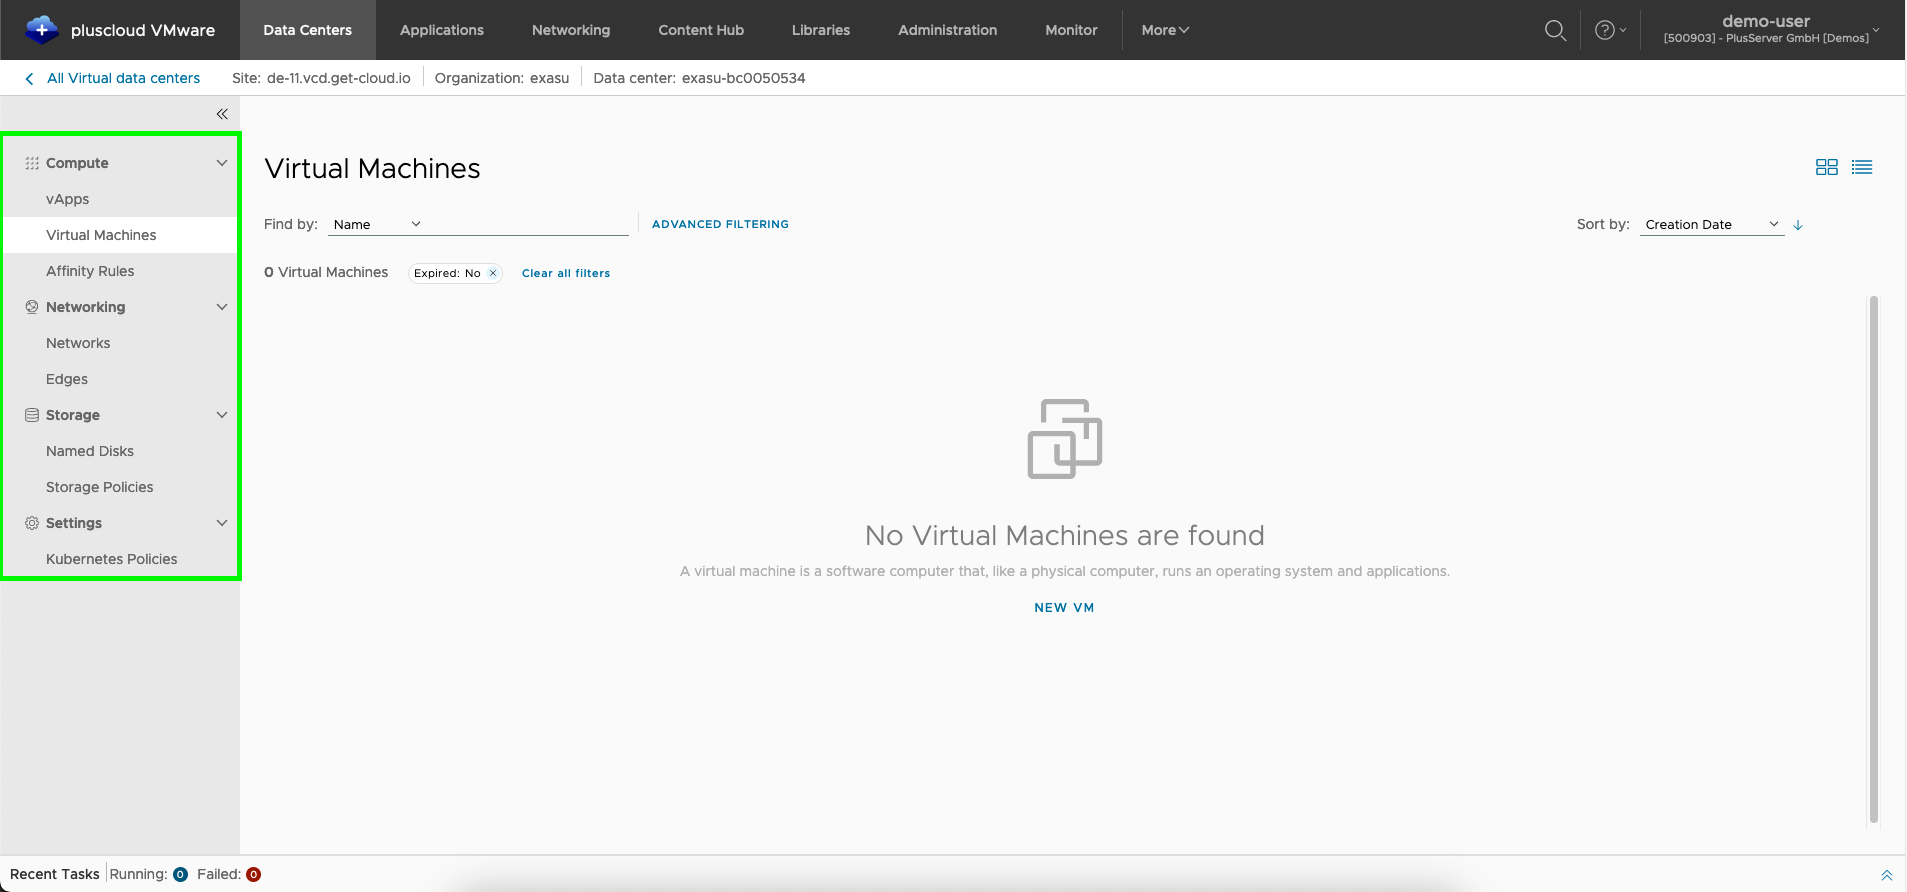 pluscloud VMware
Data Centers
Applications
Networking
Content Hub
Libraries
Administration
Monitor
More
demo-user
[500903] - PlusServer GmbH [Demos]
All Virtual data centers
Site: de-11.vcd.get-cloud.io
Organization: exasu
Data center: exasu-bc0050534
Compute
vApps
Virtual Machines
Affinity Rules
Networking
Networks
Edges
Storage
Named Disks
Storage Policies
Settings
Kubernetes Policies
Virtual Machines
Find by: Name
ADVANCED FILTERING
Sort by: Creation Date
0 Virtual Machines
Expired: No
Clear all filters
No Virtual Machines are found
A virtual machine is a software computer that, like a physical computer, runs an operating system and applications.
NEW VM
Recent Tasks
Running: 0
Failed: 0